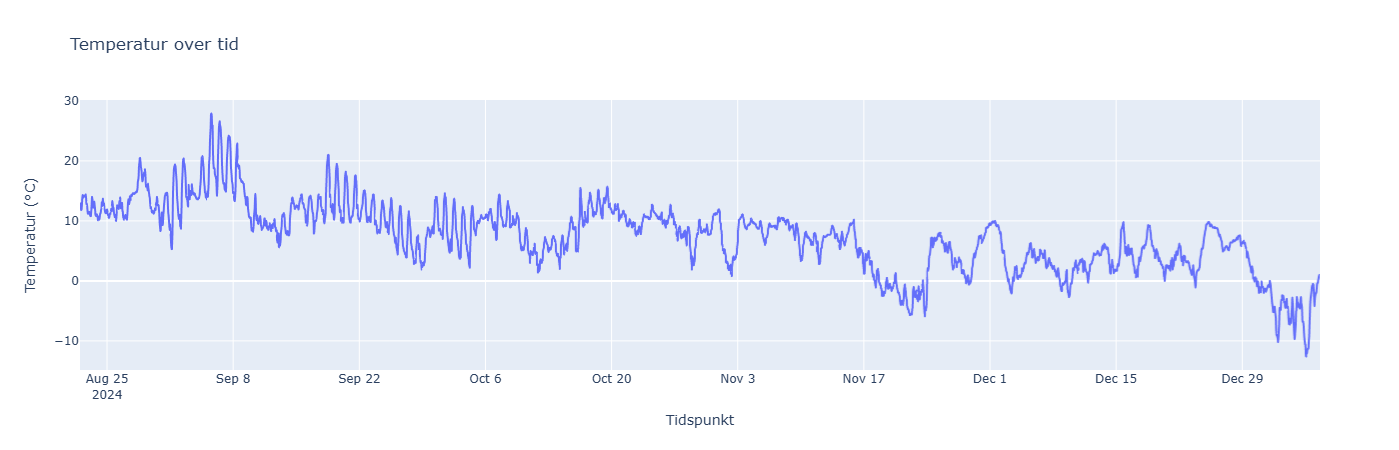 Temperatur over tid
30
20
10
0
−10
Temperatur (°C)
Aug 25
2024
Sep 8
Sep 22
Oct 6
Oct 20
Nov 3
Nov 17
Dec 1
Dec 15
Dec 29
Tidspunkt